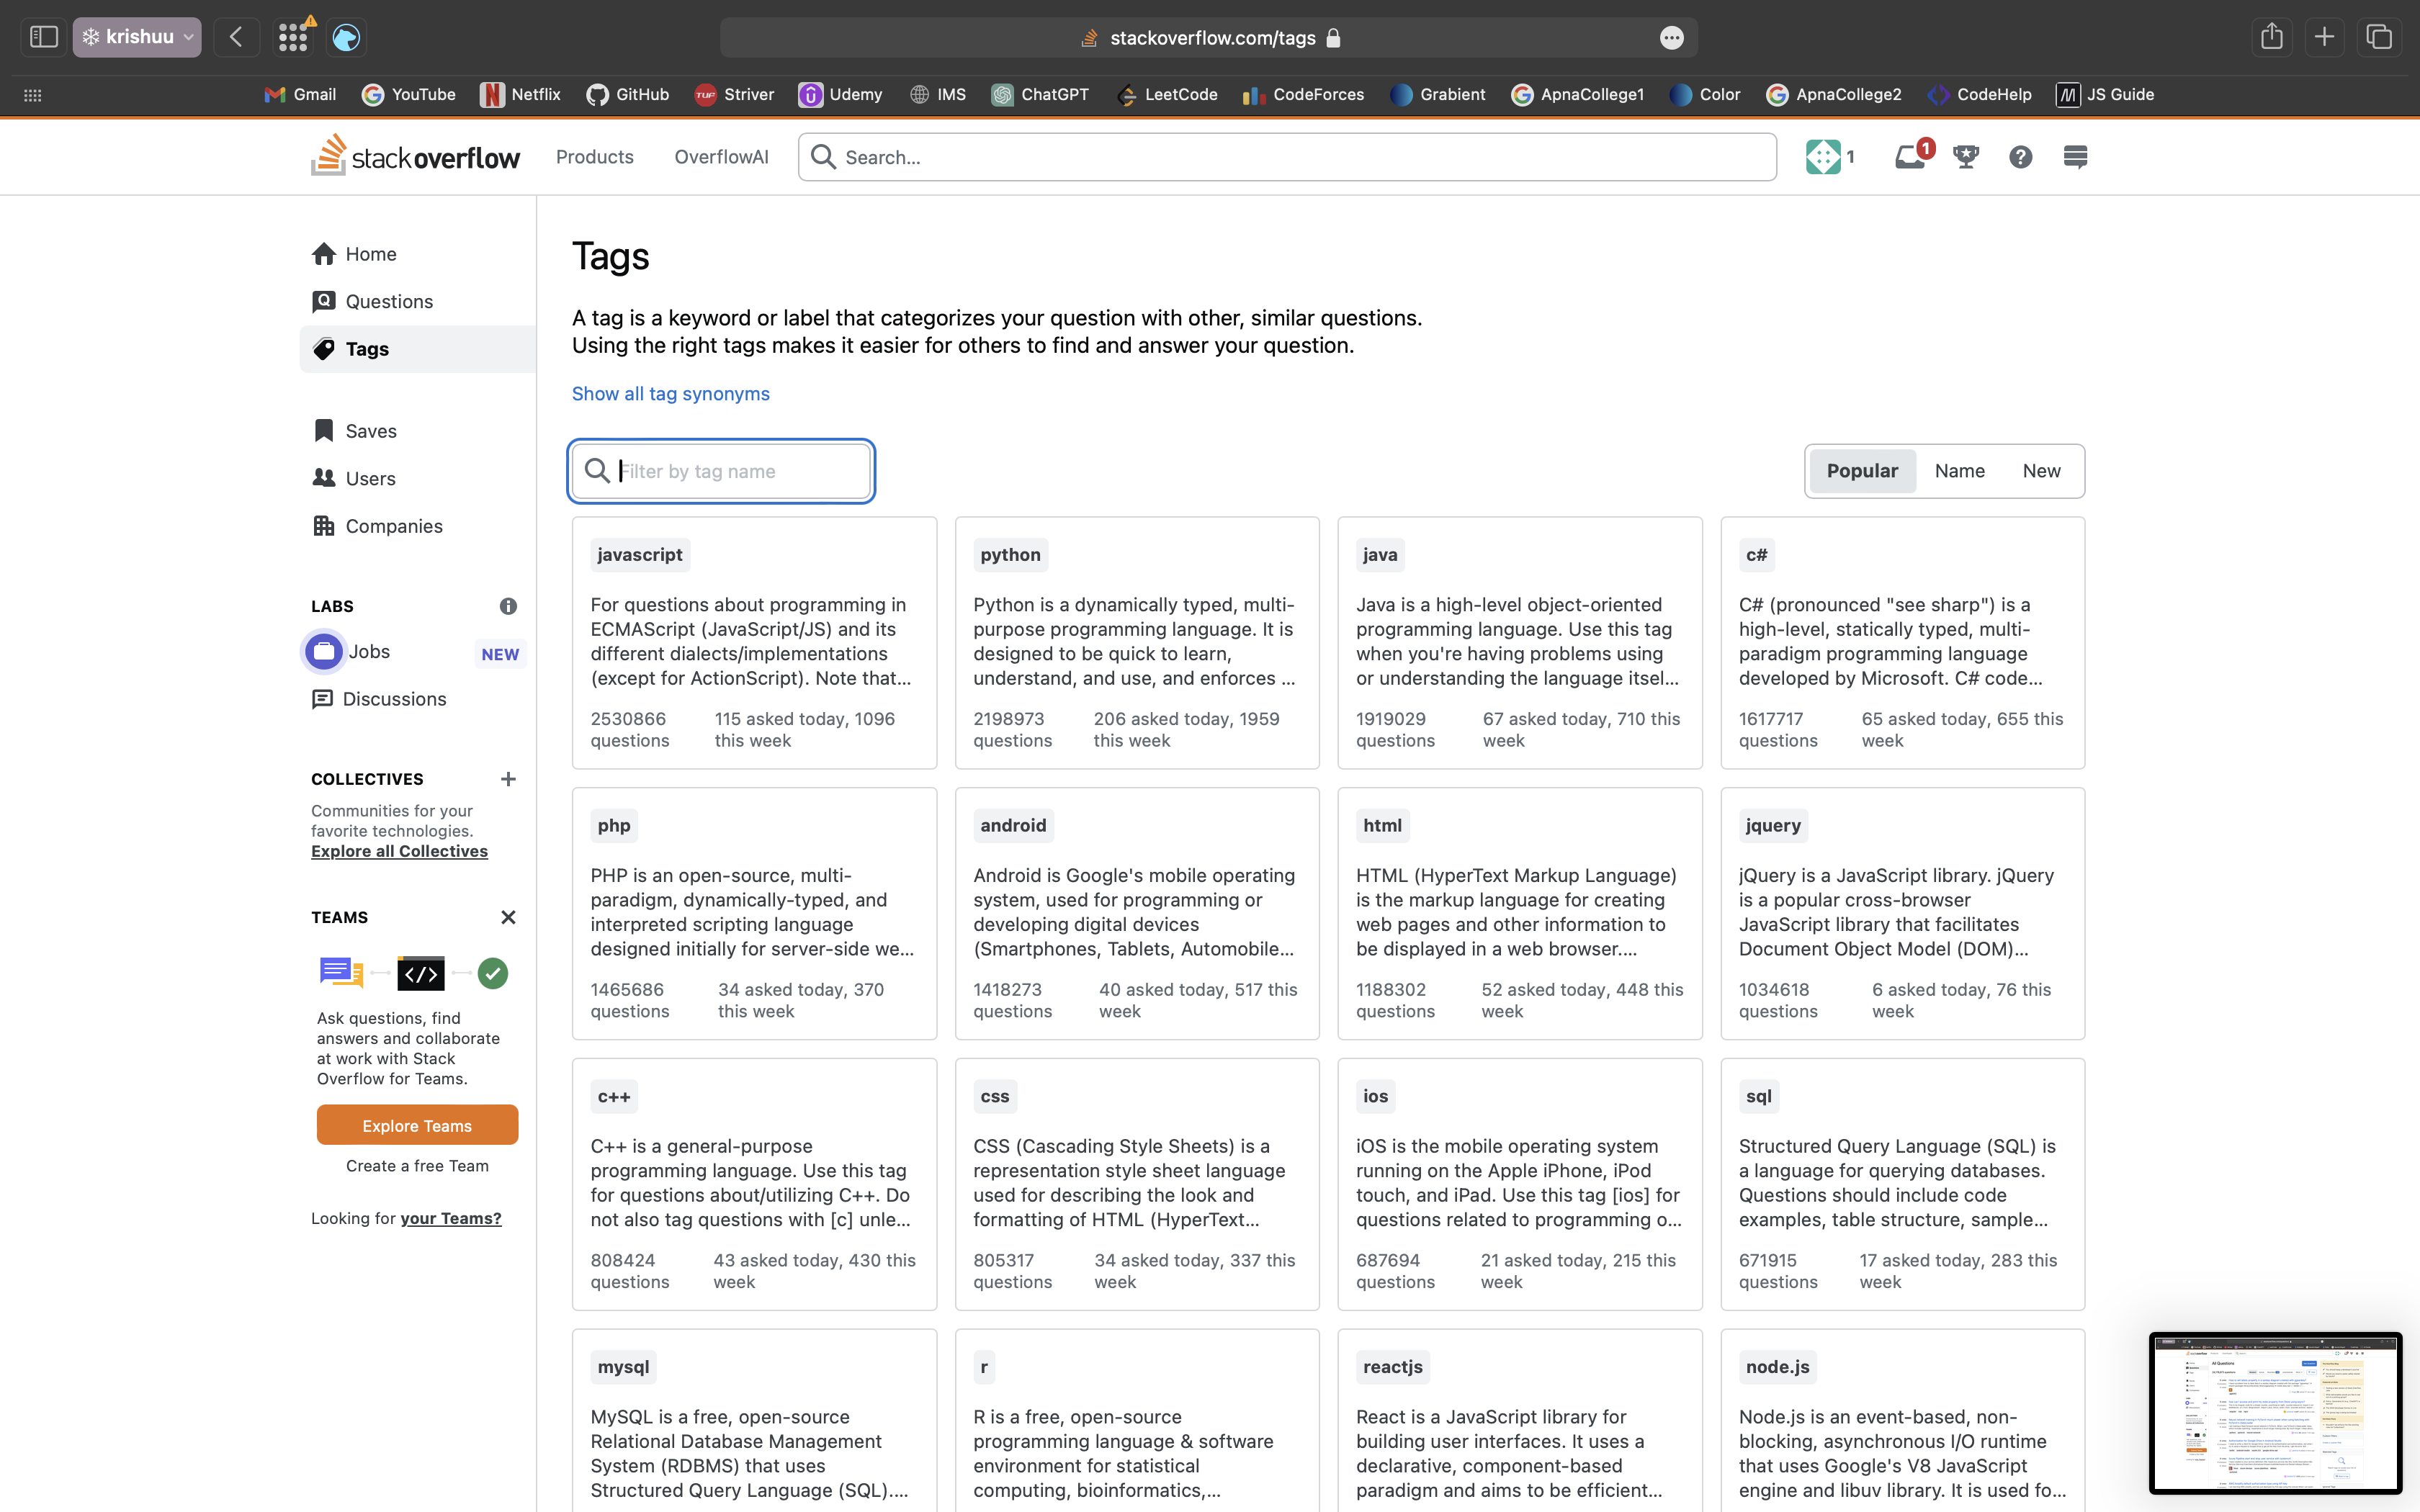 krishuu
stackoverflow.com/tags
Gmail YouTube Netflix GitHub Striver Udemy IMS ChatGPT LeetCode CodeForces Grabient ApnaCollege1 Color ApnaCollege2 CodeHelp JS Guide
stackoverflow Products OverflowAI Search... 1 1
Home
Questions
Tags
Saves
Users
Companies
LABS
Jobs NEW
Discussions
COLLECTIVES
Communities for your
favorite technologies.
Explore all Collectives
TEAMS
</>
Ask questions, find
answers and collaborate
at work with Stack
Overflow for Teams.
Explore Teams
Create a free Team
Looking for your Teams?
Tags
A tag is a keyword or label that categorizes your question with other, similar questions.
Using the right tags makes it easier for others to find and answer your question.
Show all tag synonyms
Filter by tag name
Popular Name New
javascript
For questions about programming in
ECMAScript (JavaScript/JS) and its
different dialects/implementations
(except for ActionScript). Note that...
2530866 questions
115 asked today, 1096 this week
python
Python is a dynamically typed, multi-
purpose programming language. It is
designed to be quick to learn,
understand, and use, and enforces ...
2198973 questions
206 asked today, 1959 this week
java
Java is a high-level object-oriented
programming language. Use this tag
when you're having problems using
or understanding the language itsel...
1919029 questions
67 asked today, 710 this week
c#
C# (pronounced "see sharp") is a
high-level, statically typed, multi-
paradigm programming language
developed by Microsoft. C# code...
1617717 questions
65 asked today, 655 this week
php
PHP is an open-source, multi-
paradigm, dynamically-typed, and
interpreted scripting language
designed initially for server-side we...
1465686 questions
34 asked today, 370 this week
android
Android is Google's mobile operating
system, used for programming or
developing digital devices
(Smartphones, Tablets, Automobile...
1418273 questions
40 asked today, 517 this week
html
HTML (HyperText Markup Language)
is the markup language for creating
web pages and other information to
be displayed in a web browser....
1188302 questions
52 asked today, 448 this week
jquery
jQuery is a JavaScript library. jQuery
is a popular cross-browser
JavaScript library that facilitates
Document Object Model (DOM)...
1034618 questions
6 asked today, 76 this week
c++
C++ is a general-purpose
programming language. Use this tag
for questions about/utilizing C++. Do
not also tag questions with [c] unle...
808424 questions
43 asked today, 430 this week
css
CSS (Cascading Style Sheets) is a
representation style sheet language
used for describing the look and
formatting of HTML (HyperText...
805317 questions
34 asked today, 337 this week
ios
iOS is the mobile operating system
running on the Apple iPhone, iPod
touch, and iPad. Use this tag [ios] for
questions related to programming o...
687694 questions
21 asked today, 215 this week
sql
Structured Query Language (SQL) is
a language for querying databases.
Questions should include code
examples, table structure, sample...
671915 questions
17 asked today, 283 this week
mysql
MySQL is a free, open-source
Relational Database Management
System (RDBMS) that uses
Structured Query Language (SQL)....
r
R is a free, open-source
programming language & software
environment for statistical
computing, bioinformatics,...
reactjs
React is a JavaScript library for
building user interfaces. It uses a
declarative, component-based
paradigm and aims to be efficient...
node.js
Node.js is an event-based, non-
blocking, asynchronous I/O runtime
that uses Google's V8 JavaScript
engine and libuv library. It is used fo...